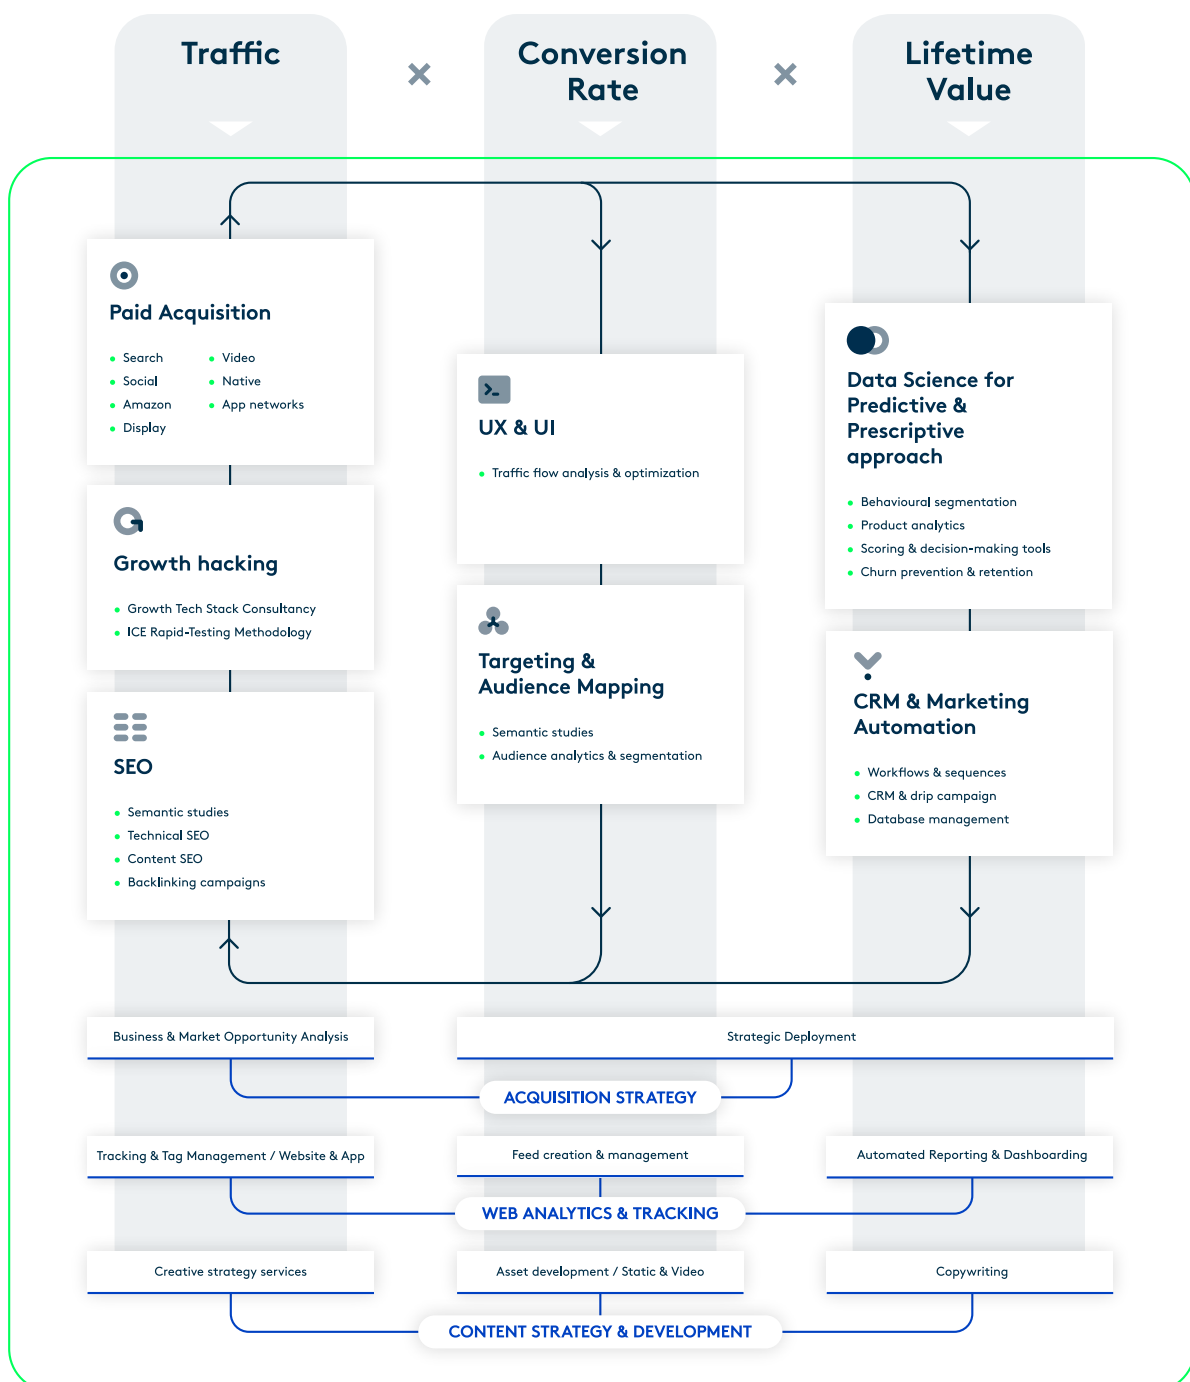 Traffic
Conversion
Rate
Lifetime
Value
Paid Acquisition
Search
Social
Amazon
Display
Video
Native
App networks
Growth hacking
Growth Tech Stack Consultancy
ICE Rapid-Testing Methodology
SEO
Semantic studies
Technical SEO
Content SEO
Backlinking campaigns
UX & UI
Traffic flow analysis & optimization
Targeting &
Audience Mapping
Semantic studies
Audience analytics & segmentation
Data Science for
Predictive &
Prescriptive
approach
Behavioural segmentation
Product analytics
Scoring & decision-making tools
Churn prevention & retention
CRM & Marketing
Automation
Workflows & sequences
CRM & drip campaign
Database management
Business & Market Opportunity Analysis
Strategic Deployment
ACQUISITION STRATEGY
Tracking & Tag Management / Website & App
Feed creation & management
Automated Reporting & Dashboarding
WEB ANALYTICS & TRACKING
Creative strategy services
Asset development / Static & Video
Copywriting
CONTENT STRATEGY & DEVELOPMENT